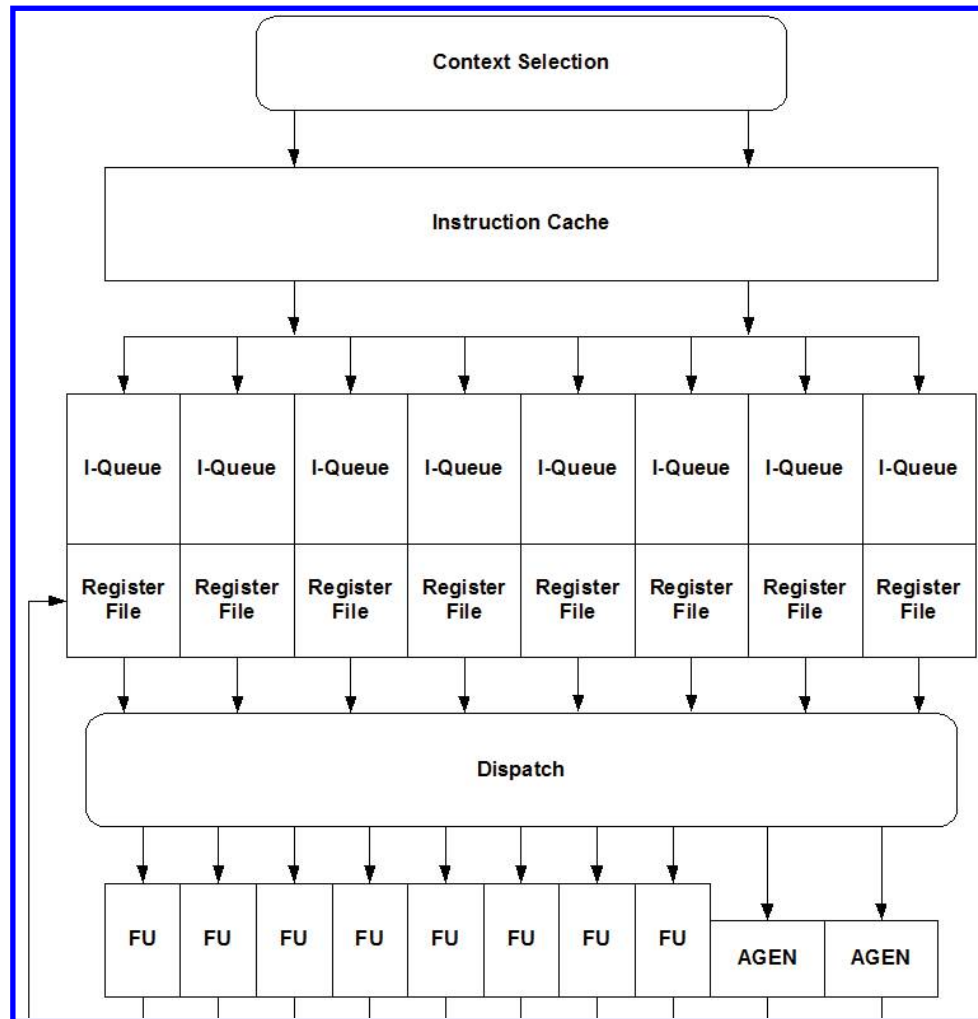 Context Selection
Instruction Cache
I-Queue I-Queue I-Queue I-Queue I-Queue I-Queue I-Queue I-Queue
Register Register Register Register Register Register Register Register
File File File File File File File File
Dispatch
FU FU FU FU FU FU FU FU AGEN AGEN